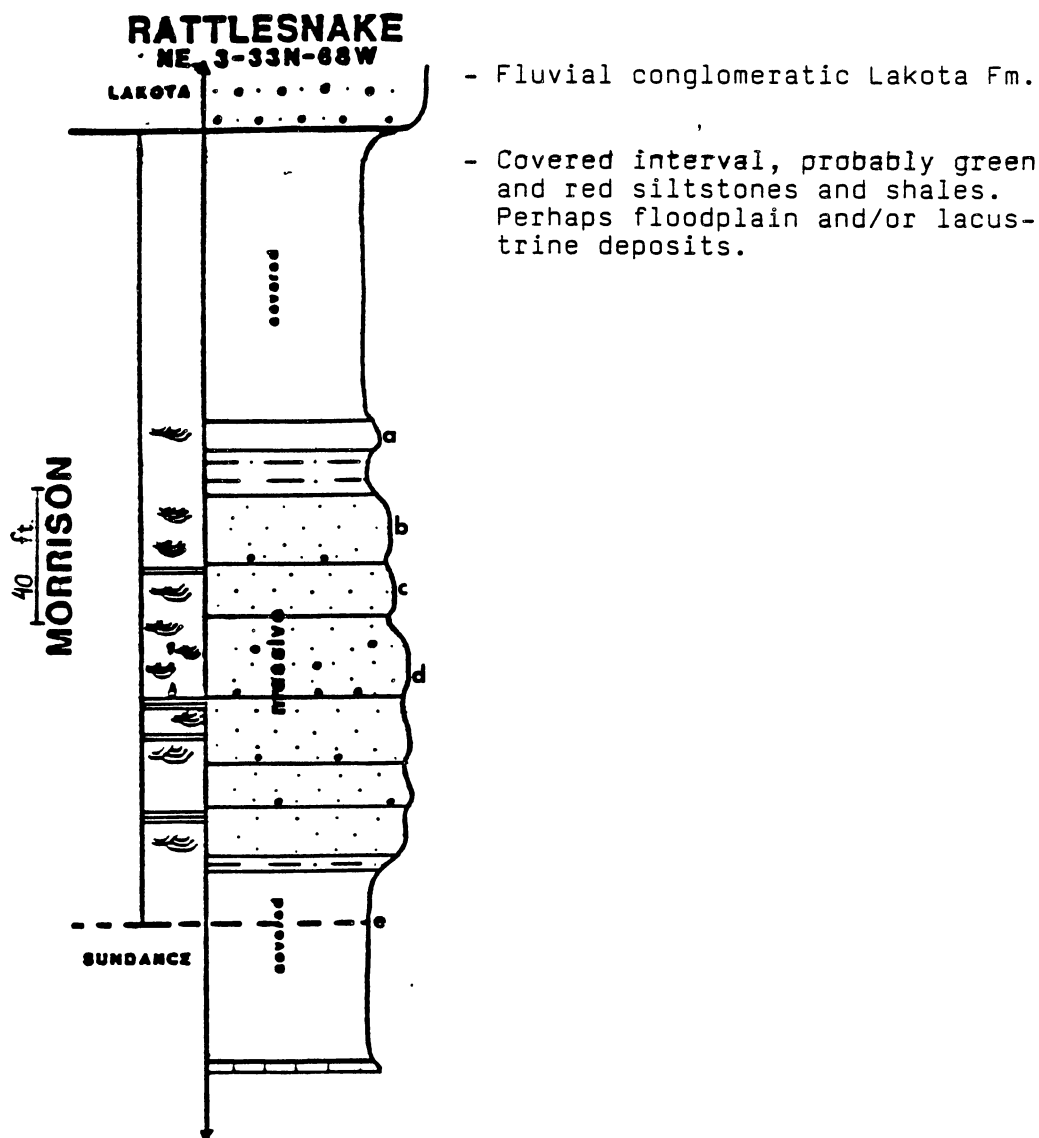 RATTLESNAKE
NE 3-33N-68W
LAKOTA
- Fluvial conglomeratic Lakota Fm.
- Covered interval, probably green
and red siltstones and shales.
Perhaps floodplain and/or lacus-
trine deposits.
covered
a
b
c
massive
d
40 ft.
MORRISON
covered
e
SUNDANCE